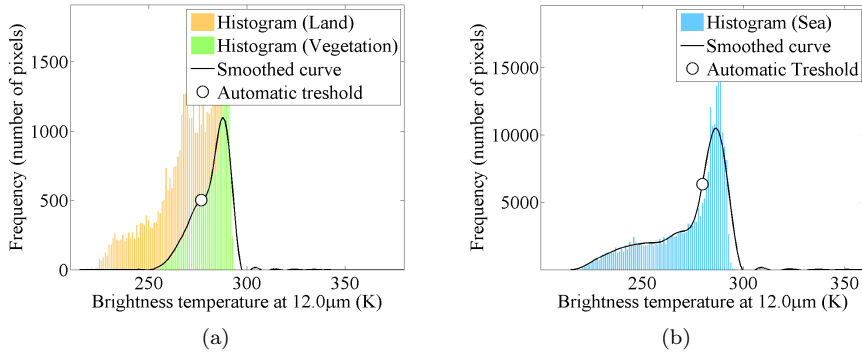 Histogram (Land)
Histogram (Vegetation)
Smoothed curve
Automatic treshold
Frequency (number of pixels)
1500
1000
500
0
250
300
350
Brightness temperature at 12.0μm (K)
(a)
Histogram (Sea)
Smoothed curve
Automatic Treshold
Frequency (number of pixels)
15000
10000
5000
0
250
300
350
Brightness temperature at 12.0μm (K)
(b)